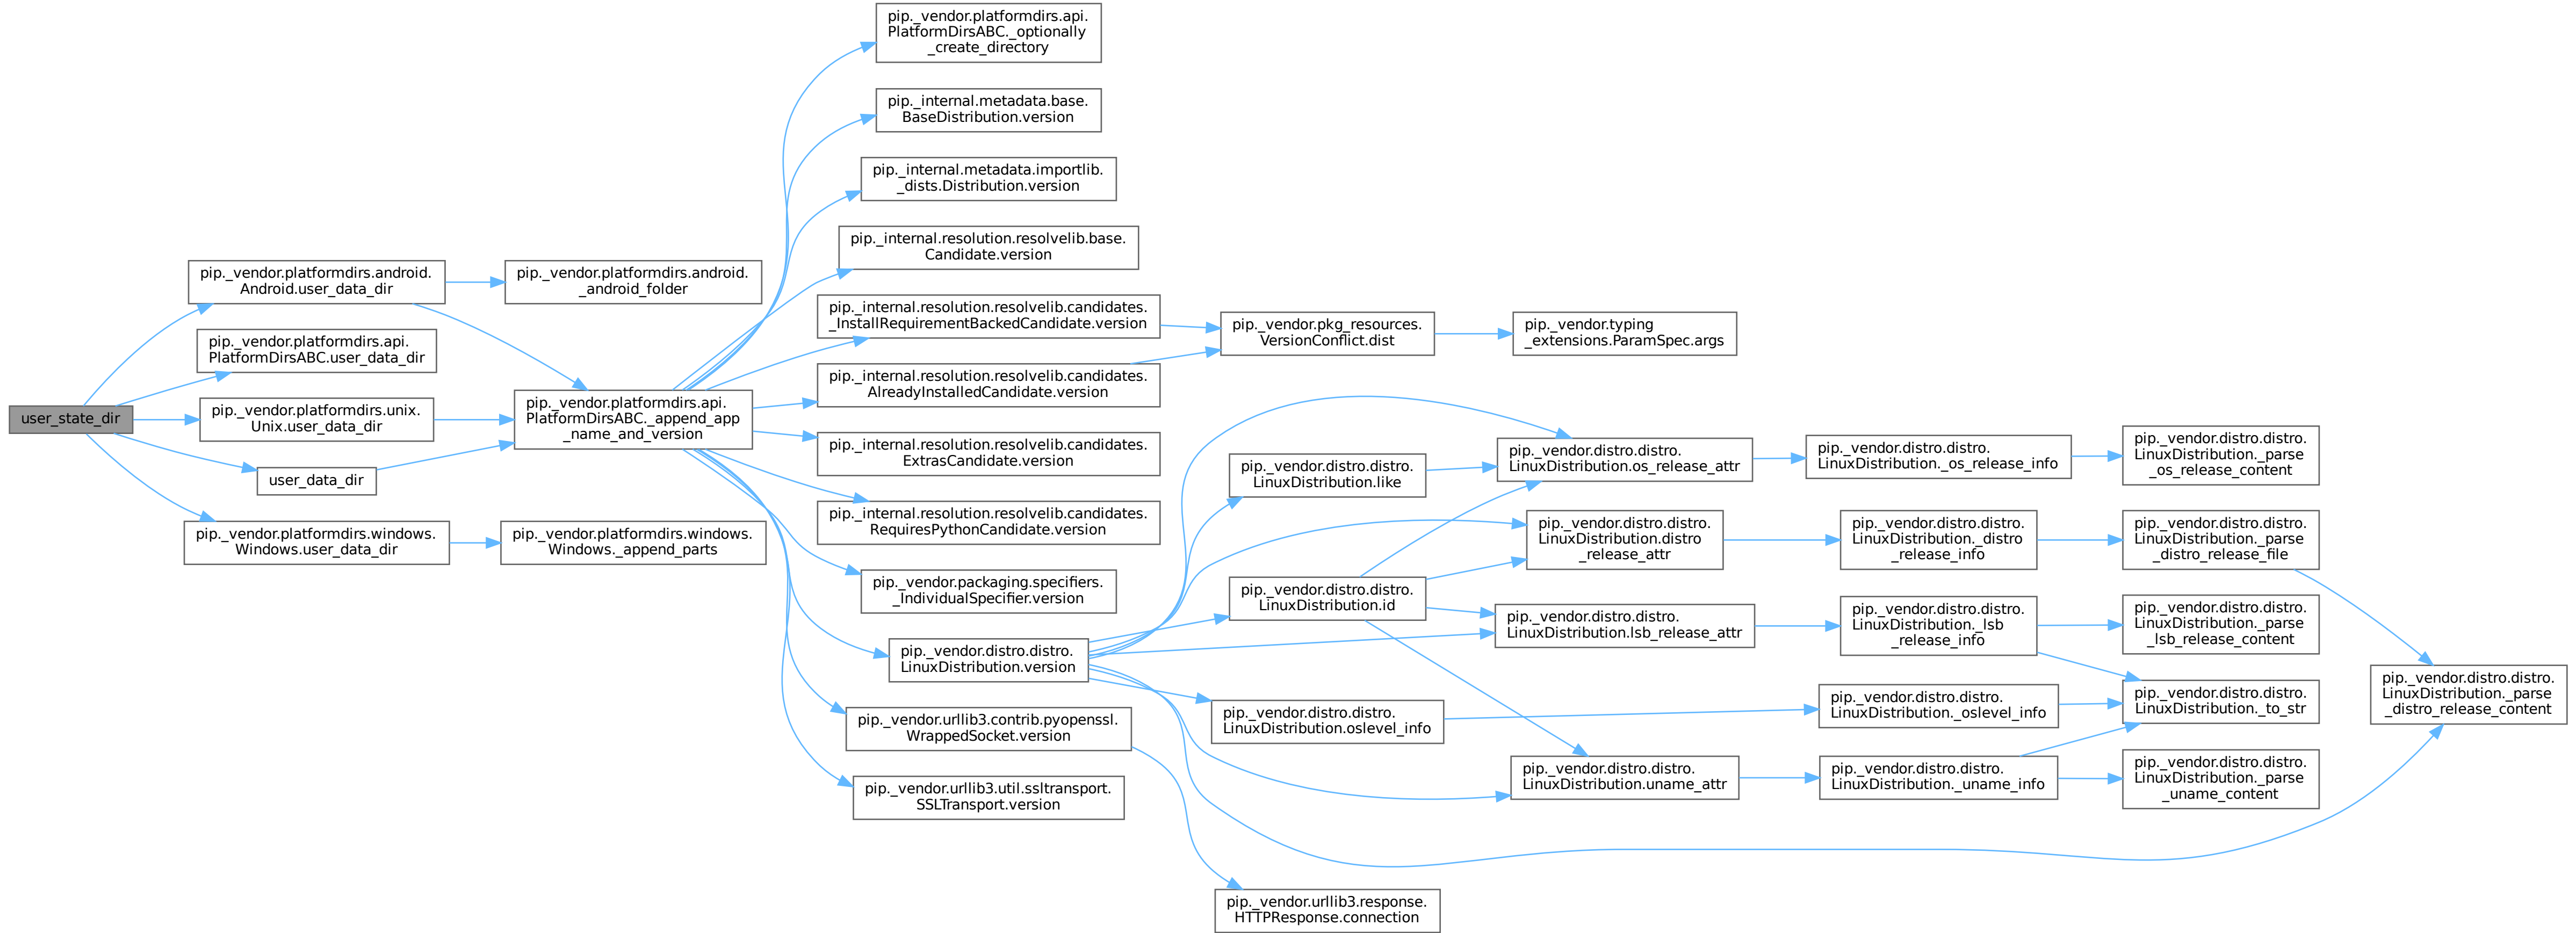 user_state_dir
pip._vendor.platformdirs.android.
Android.user_data_dir
pip._vendor.platformdirs.api.
PlatformDirsABC.user_data_dir
pip._vendor.platformdirs.unix.
Unix.user_data_dir
user_data_dir
pip._vendor.platformdirs.windows.
Windows.user_data_dir
pip._vendor.platformdirs.android.
_android_folder
pip._vendor.platformdirs.api.
PlatformDirsABC._append_app
_name_and_version
pip._vendor.platformdirs.windows.
Windows._append_parts
pip._vendor.platformdirs.api.
PlatformDirsABC._optionally
_create_directory
pip._internal.metadata.base.
BaseDistribution.version
pip._internal.metadata.importlib.
_dists.Distribution.version
pip._internal.resolution.resolvelib.base.
Candidate.version
pip._internal.resolution.resolvelib.candidates.
_InstallRequirementBackedCandidate.version
pip._internal.resolution.resolvelib.candidates.
AlreadyInstalledCandidate.version
pip._internal.resolution.resolvelib.candidates.
ExtrasCandidate.version
pip._internal.resolution.resolvelib.candidates.
RequiresPythonCandidate.version
pip._vendor.packaging.specifiers.
_IndividualSpecifier.version
pip._vendor.distro.distro.
LinuxDistribution.version
pip._vendor.urllib3.contrib.pyopenssl.
WrappedSocket.version
pip._vendor.urllib3.util.ssltransport.
SSLTransport.version
pip._vendor.pkg_resources.
VersionConflict.dist
pip._vendor.distro.distro.
LinuxDistribution.like
pip._vendor.distro.distro.
LinuxDistribution.id
pip._vendor.distro.distro.
LinuxDistribution.oslevel_info
pip._vendor.urllib3.response.
HTTPResponse.connection
pip._vendor.typing
_extensions.ParamSpec.args
pip._vendor.distro.distro.
LinuxDistribution.os_release_attr
pip._vendor.distro.distro.
LinuxDistribution.distro
_release_attr
pip._vendor.distro.distro.
LinuxDistribution.lsb_release_attr
pip._vendor.distro.distro.
LinuxDistribution.uname_attr
pip._vendor.distro.distro.
LinuxDistribution._os_release_info
pip._vendor.distro.distro.
LinuxDistribution._distro
_release_info
pip._vendor.distro.distro.
LinuxDistribution._lsb
_release_info
pip._vendor.distro.distro.
LinuxDistribution._oslevel_info
pip._vendor.distro.distro.
LinuxDistribution._uname_info
pip._vendor.distro.distro.
LinuxDistribution._parse
_os_release_content
pip._vendor.distro.distro.
LinuxDistribution._parse
_distro_release_file
pip._vendor.distro.distro.
LinuxDistribution._parse
_lsb_release_content
pip._vendor.distro.distro.
LinuxDistribution._to_str
pip._vendor.distro.distro.
LinuxDistribution._parse
_uname_content
pip._vendor.distro.distro.
LinuxDistribution._parse
_distro_release_content